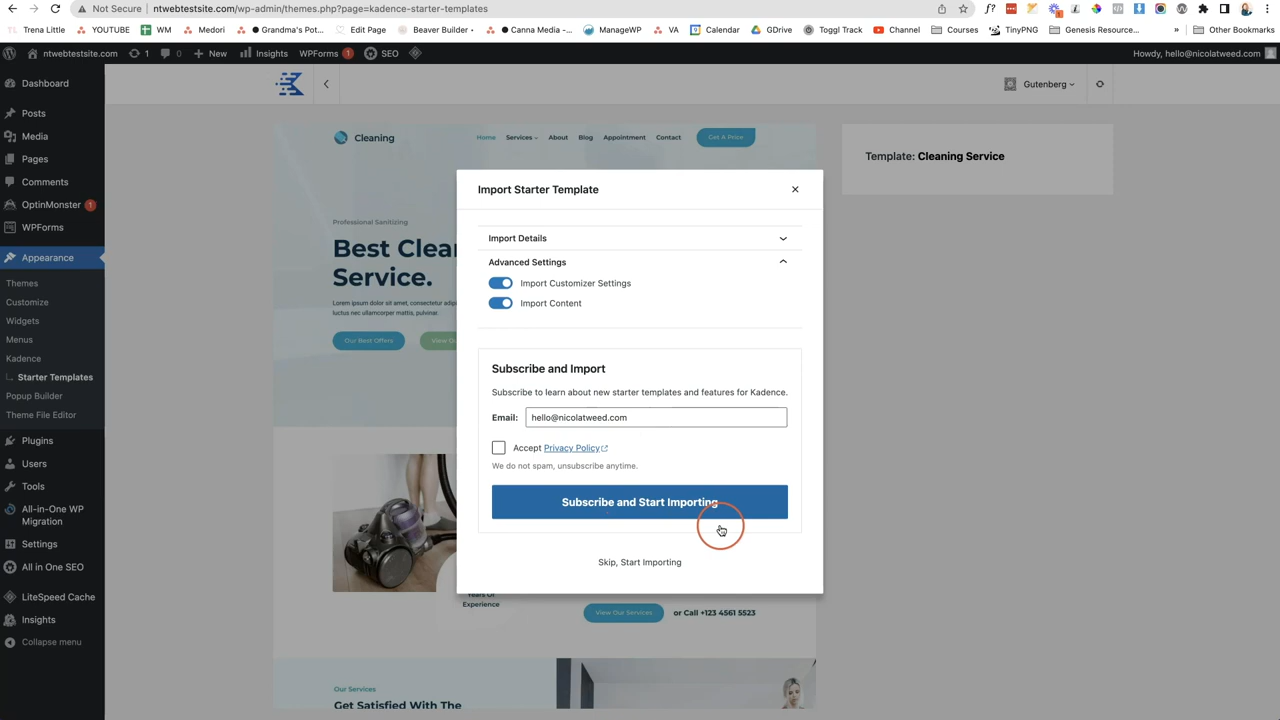 Not Secure
ntwebtestsite.com/wp-admin/themes.php?page=kadence-starter-templates
Trena Little
YOUTUBE
WM
Medori
Grandma's Pot...
Edit Page
Beaver Builder •
Canna Media -...
ManageWP
VA
Calendar
GDrive
Toggl Track
Channel
Courses
TinyPNG
Genesis Resource...
»
Other Bookmarks
ntwebtestsite.com
1
0
New
Insights
WPForms 1
SEO
Howdy, hello@nicolatweed.com
Dashboard
Posts
Media
Pages
Comments
OptinMonster 1
WPForms
Appearance
Themes
Customize
Widgets
Menus
Kadence
Starter Templates
Popup Builder
Theme File Editor
Plugins
Users
Tools
All-in-One WP
Migration
Settings
All in One SEO
LiteSpeed Cache
Insights
Collapse menu
Gutenberg
Cleaning
Home
Services
About
Blog
Appointment
Contact
Get A Price
Template: Cleaning Service
Professional Sanitizing
Best Clea
Service.
Lorem ipsum dolor sit amet, consectetur adipis
luctus nec ullamcorper mattis, pulvinar.
Our Best Offers
View O
Import Starter Template
Import Details
Advanced Settings
Import Customizer Settings
Import Content
Subscribe and Import
Subscribe to learn about new starter templates and features for Kadence.
Email:
hello@nicolatweed.com
Accept Privacy Policy
We do not spam, unsubscribe anytime.
Subscribe and Start Importing
Skip, Start Importing
Years Of
Experience
View Our Services
or Call +123 4561 5523
Our Services
Get Satisfied With The